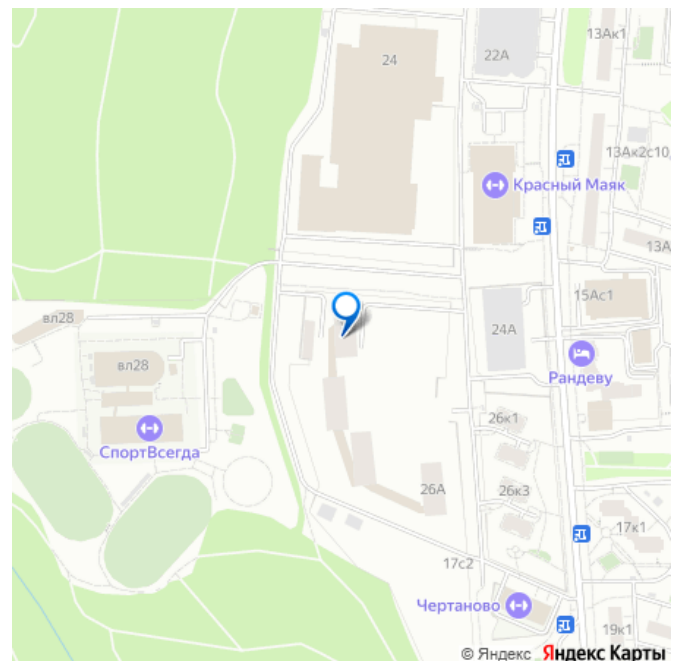 13Ак1
24
22А
13Ак2с10
Красный Маяк
13А
15Ас1
вл28
24А
вл28
Рандеву
26к1
СпортВсегда
26А
26к3
17к1
17с2
Чертаново
19к1
© Яндекс Яндекс Карты